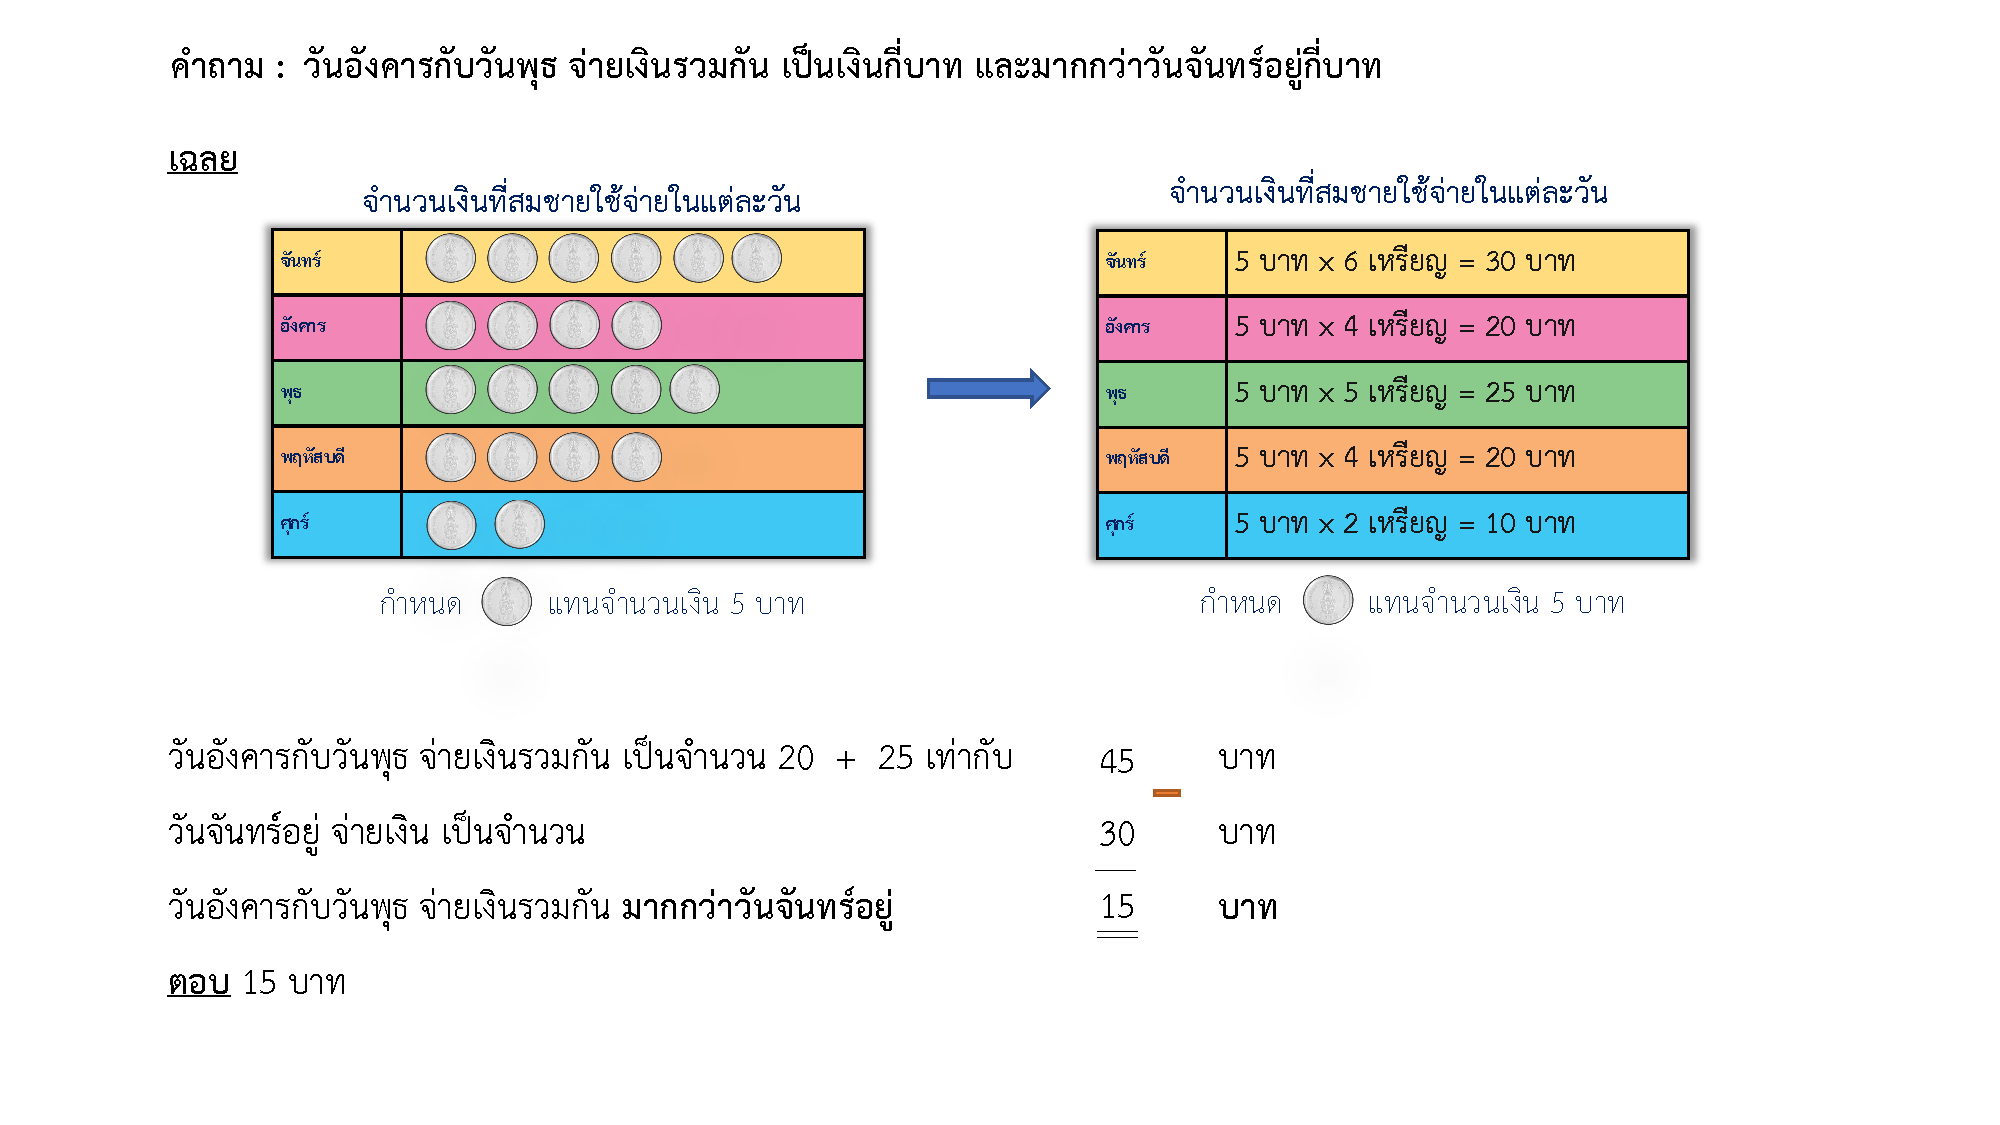 คำถาม : วันอังคารกับวันพุธ จ่ายเงินรวมกัน เป็นเงินกี่บาท และมากกว่าวันจันทร์อยู่กี่บาท
เฉลย
จำนวนเงินที่สมชายใช้จ่ายในแต่ละวัน
จันทร์
อังคาร
พุธ
พฤหัสบดี
ศุกร์
กำหนด แทนจำนวนเงิน 5 บาท
จำนวนเงินที่สมชายใช้จ่ายในแต่ละวัน
จันทร์ 5 บาท x 6 เหรียญ = 30 บาท
อังคาร 5 บาท x 4 เหรียญ = 20 บาท
พุธ 5 บาท x 5 เหรียญ = 25 บาท
พฤหัสบดี 5 บาท x 4 เหรียญ = 20 บาท
ศุกร์ 5 บาท x 2 เหรียญ = 10 บาท
กำหนด แทนจำนวนเงิน 5 บาท
วันอังคารกับวันพุธ จ่ายเงินรวมกัน เป็นจำนวน 20 + 25 เท่ากับ 45 บาท
วันจันทร์อยู่ จ่ายเงิน เป็นจำนวน 30 บาท
วันอังคารกับวันพุธ จ่ายเงินรวมกัน มากกว่าวันจันทร์อยู่ 15 บาท
ตอบ 15 บาท